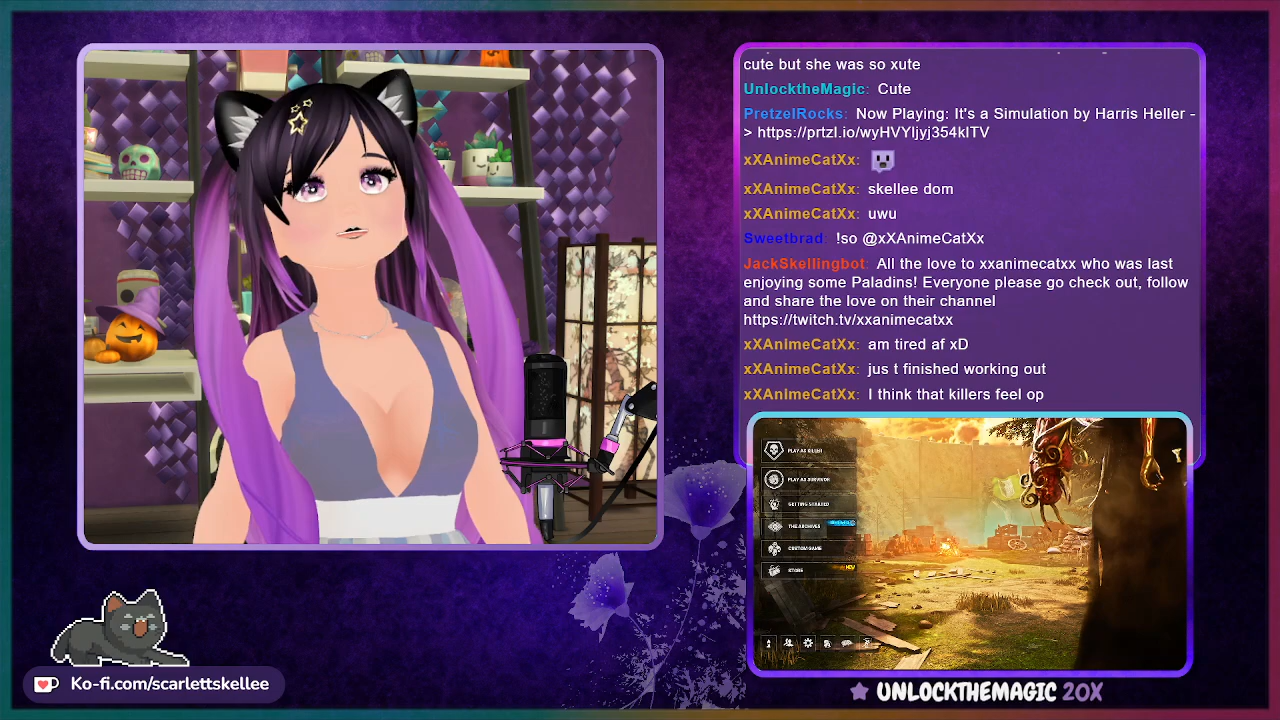 cute but she was so xute
UnlocktheMagic: Cute
PretzelRocks: Now Playing: It's a Simulation by Harris Heller -
> https://prtzl.io/wyHVYljyj354kITV
xXAnimeCatXx:
xXAnimeCatXx: skellee dom
xXAnimeCatXx: uwu
Sweetbrad: !so @xXAnimeCatXx
JackSkellingbot: All the love to xxanimecatxx who was last
enjoying some Paladins! Everyone please go check out, follow
and share the love on their channel
https://twitch.tv/xxanimecatxx
xXAnimeCatXx: am tired af xD
xXAnimeCatXx: jus t finished working out
xXAnimeCatXx: I think that killers feel op
PLAY AS KILLER
PLAY AS SURVIVOR
GETTING STARTED
THE ARCHIVES
CUSTOM GAME
STORE
NEW
Ko-fi.com/scarlettskellee
UNLOCKTHEMAGIC 20X